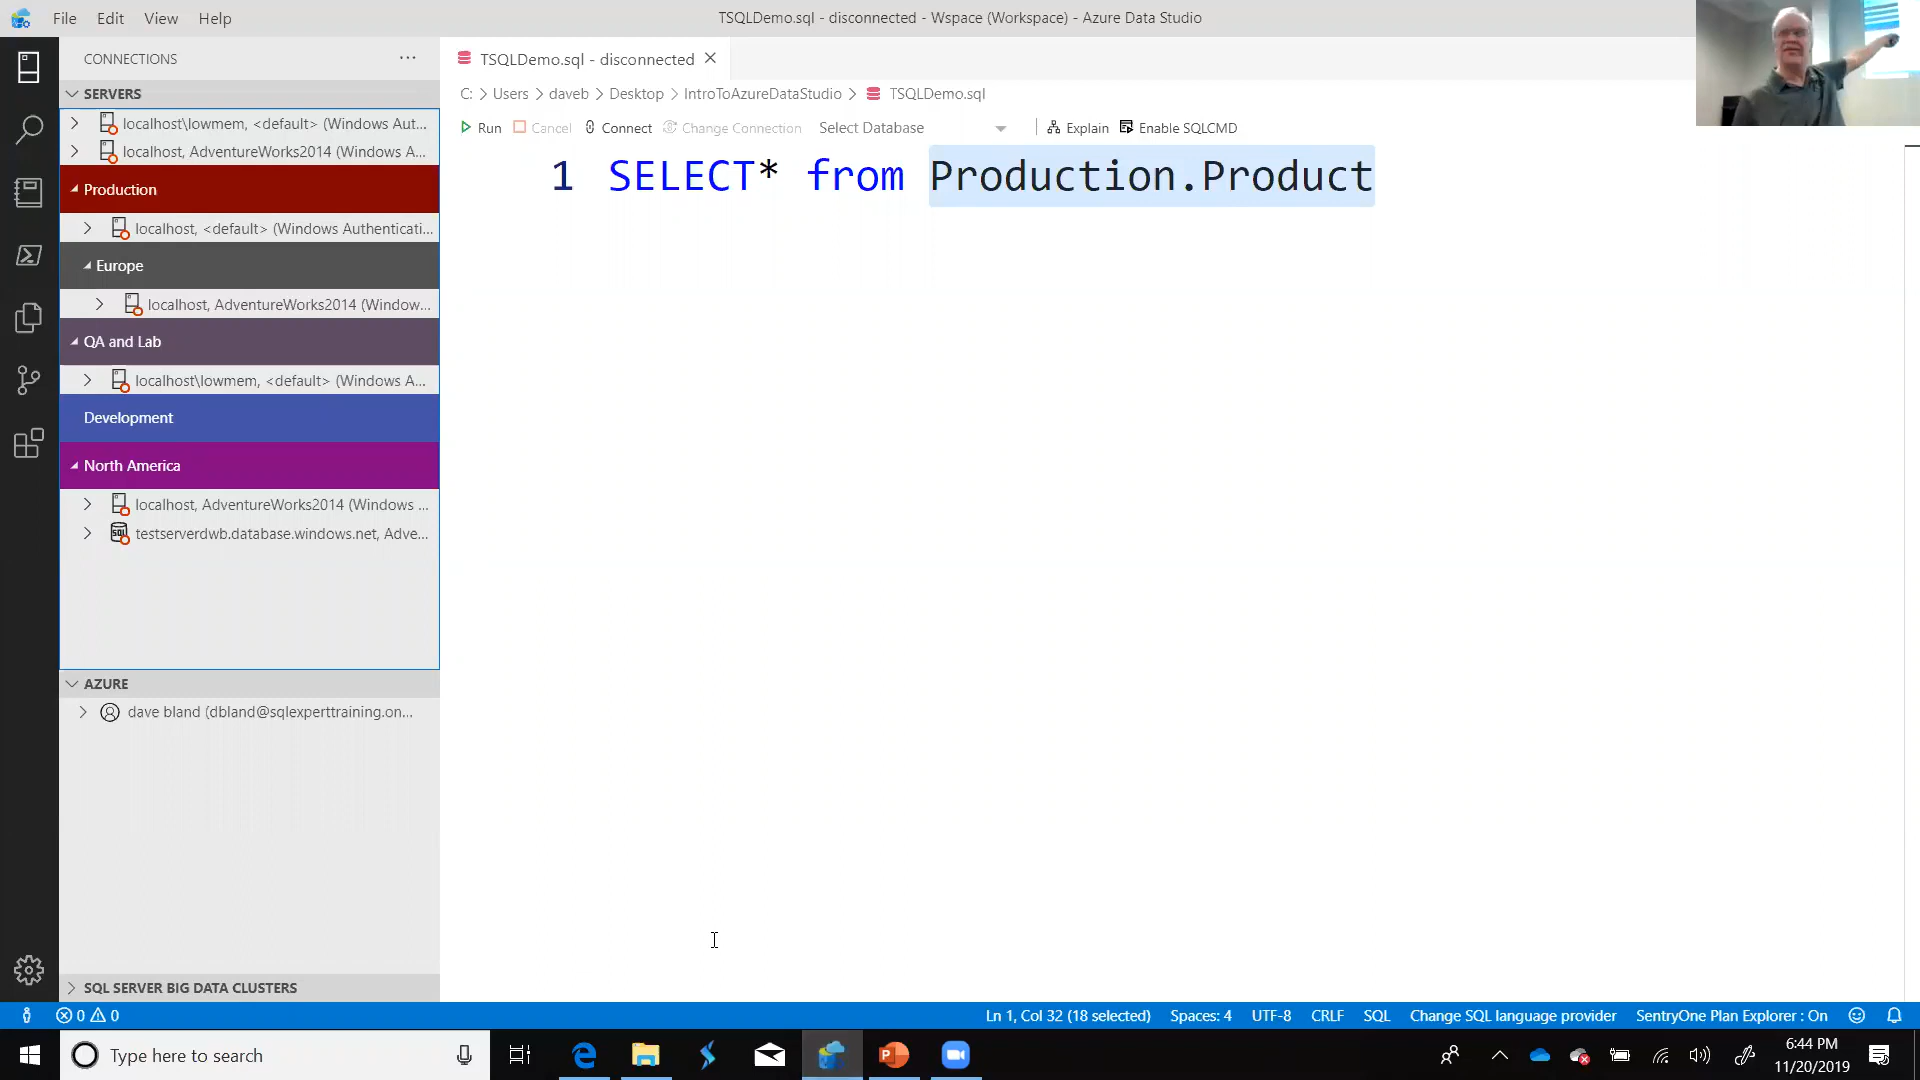 File Edit View Help
TSQLDemo.sql - disconnected - Wspace (Workspace) - Azure Data Studio
CONNECTIONS
SERVERS
localhost\lowmem, <default> (Windows Aut...
localhost, AdventureWorks2014 (Windows A...
Production
localhost, <default> (Windows Authenticati...
Europe
localhost, AdventureWorks2014 (Window...
QA and Lab
localhost\lowmem, <default> (Windows A...
Development
North America
localhost, AdventureWorks2014 (Windows ...
testserverdwb.database.windows.net, Adve...
AZURE
dave bland (dbland@sqlexperttraining.on...
SQL SERVER BIG DATA CLUSTERS
TSQLDemo.sql - disconnected
C: > Users > daveb > Desktop > IntroToAzureDataStudio > TSQLDemo.sql
Run Cancel Connect Change Connection Select Database Explain Enable SQLCMD
1 SELECT* from Production.Product
0 0 Ln 1, Col 32 (18 selected) Spaces: 4 UTF-8 CRLF SQL Change SQL language provider SentryOne Plan Explorer : On
Type here to search
6:44 PM
11/20/2019